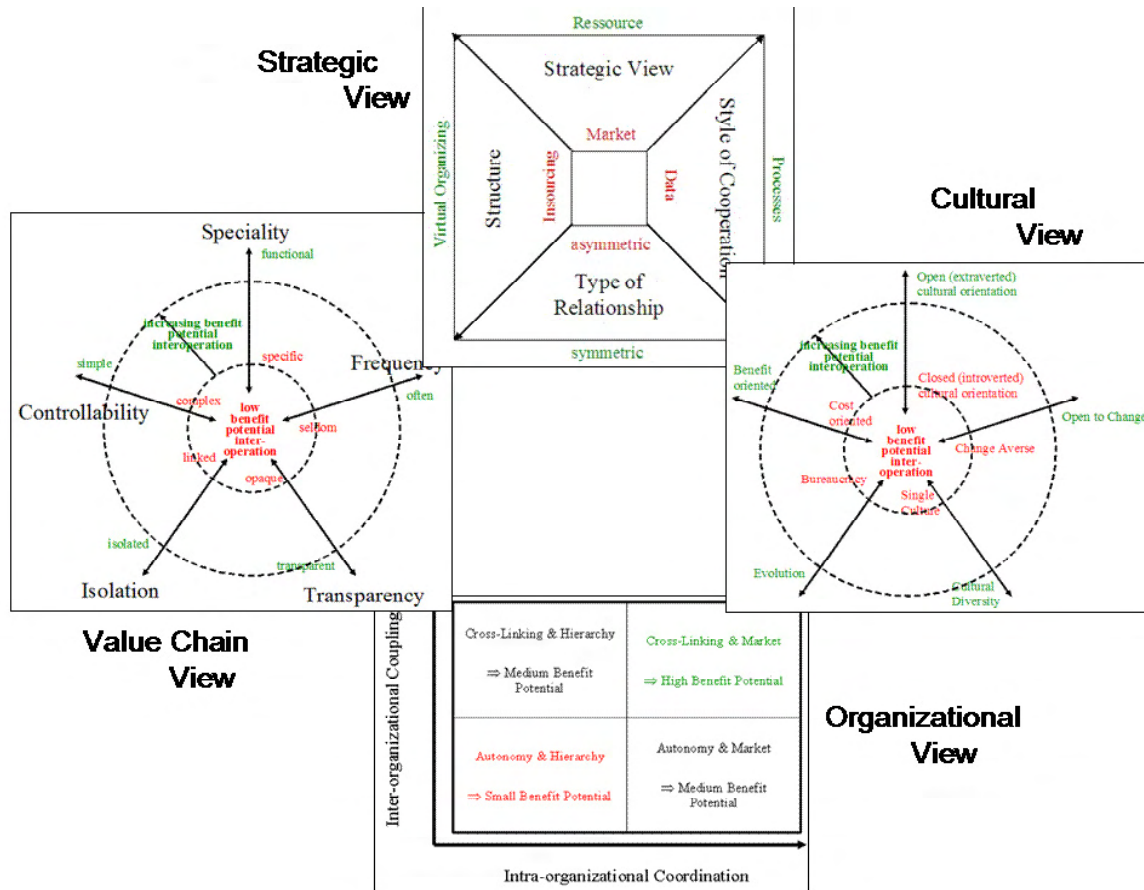 Strategic
View
Ressource
Strategic View
Market
Virtual Organizing
Structure
Insourcing
Data
Style of Cooperation
Processes
asymmetric
Type of
Relationship
symmetric
Value Chain
View
Speciality
functional
increasing benefit
potential
interoperation
simple
specific
Frequency
Controllability
complex
often
low
benefit
potential
inter-
operation
seldom
linked
opaque
isolated
transparent
Isolation
Transparency
Cultural
View
Open (extraverted)
cultural orientation
increasing benefit
potential
interoperation
Benefit
oriented
Closed (introverted)
cultural orientation
Cost
oriented
Open to Change
low
benefit
potential
inter-
operation
Change Averse
Bureaucracy
Single
Culture
Evolution
Cultural
Diversity
Organizational
View
Inter-organizational Coupling
Cross-Linking & Hierarchy
⇒ Medium Benefit
Potential
Cross-Linking & Market
⇒ High Benefit Potential
Autonomy & Hierarchy
⇒ Small Benefit Potential
Autonomy & Market
⇒ Medium Benefit
Potential
Intra-organizational Coordination